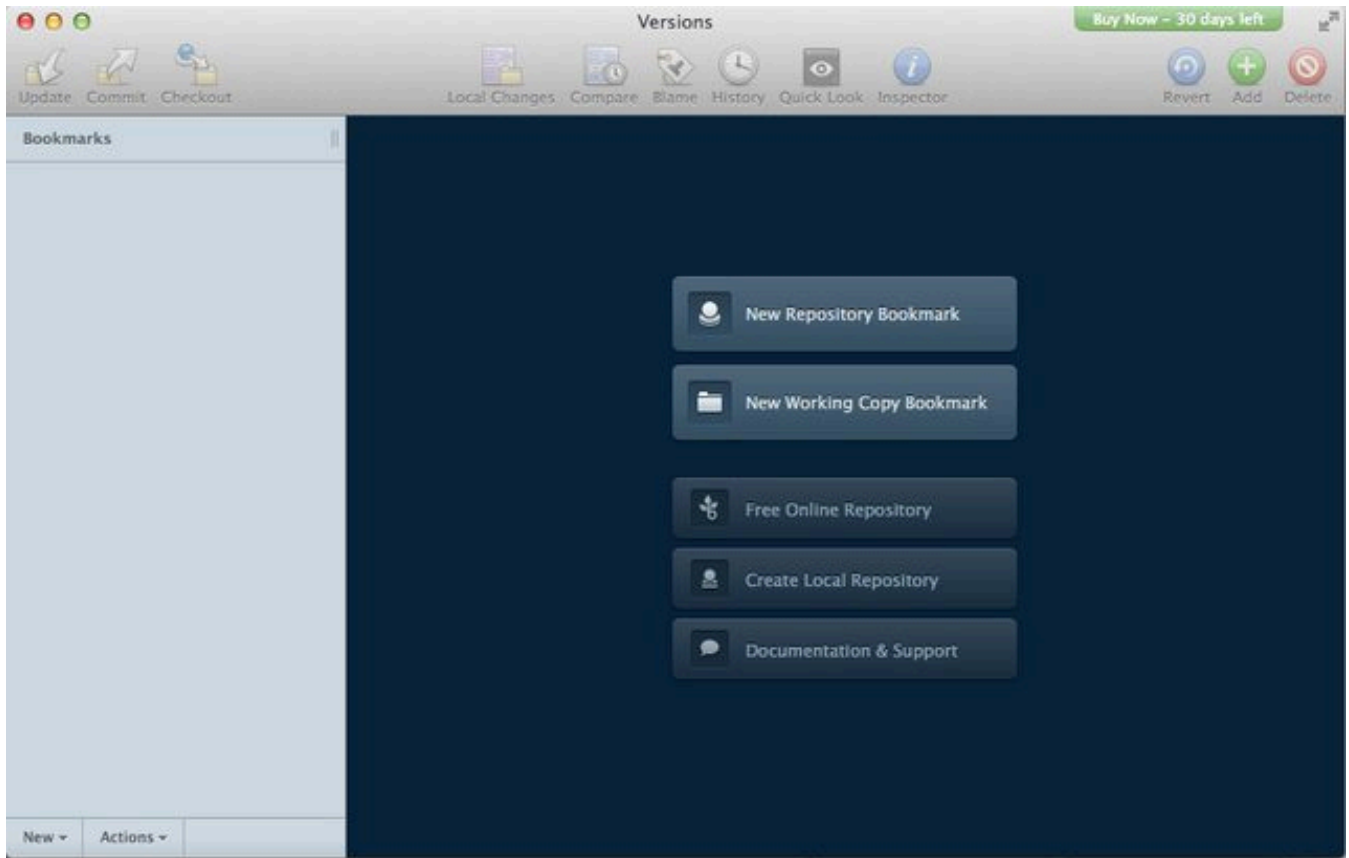 Versions
Buy Now – 30 days left
Update Commit Checkout Local Changes Compare Blame History Quick Look Inspector Revert Add Delete
Bookmarks
New Repository Bookmark
New Working Copy Bookmark
Free Online Repository
Create Local Repository
Documentation & Support
New Actions